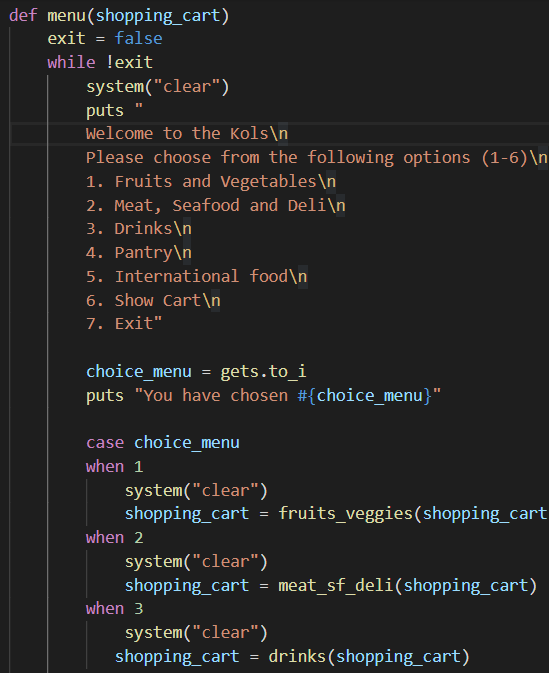 def menu(shopping_cart)
    exit = false
    while !exit
        system("clear")
        puts "
        Welcome to the Kols\n
        Please choose from the following options (1-6)\n
        1. Fruits and Vegetables\n
        2. Meat, Seafood and Deli\n
        3. Drinks\n
        4. Pantry\n
        5. International food\n
        6. Show Cart\n
        7. Exit"

        choice_menu = gets.to_i
        puts "You have chosen #{choice_menu}"

        case choice_menu
        when 1
            system("clear")
            shopping_cart = fruits_veggies(shopping_cart
        when 2
            system("clear")
            shopping_cart = meat_sf_deli(shopping_cart)
        when 3
            system("clear")
           shopping_cart = drinks(shopping_cart)